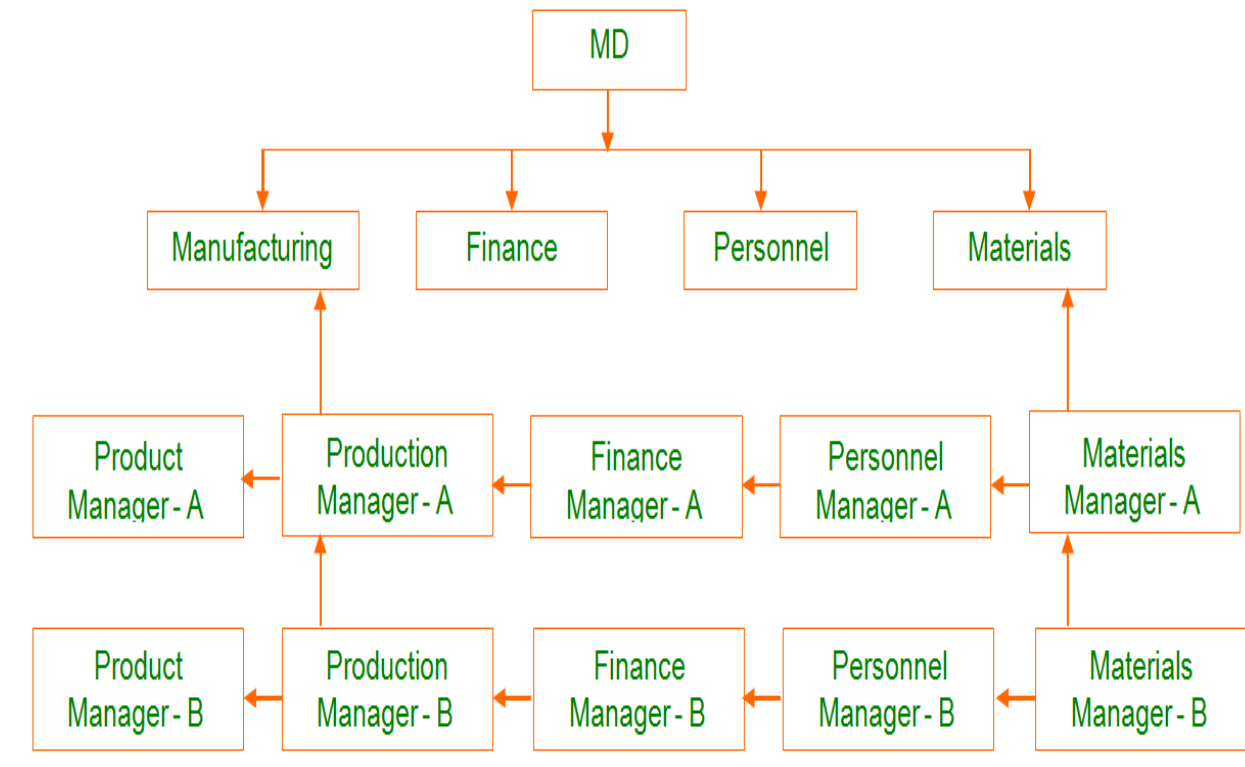 MD
Manufacturing
Finance
Personnel
Materials
Product
Manager - A
Production
Manager - A
Finance
Manager - A
Personnel
Manager - A
Materials
Manager - A
Product
Manager - B
Production
Manager - B
Finance
Manager - B
Personnel
Manager - B
Materials
Manager - B